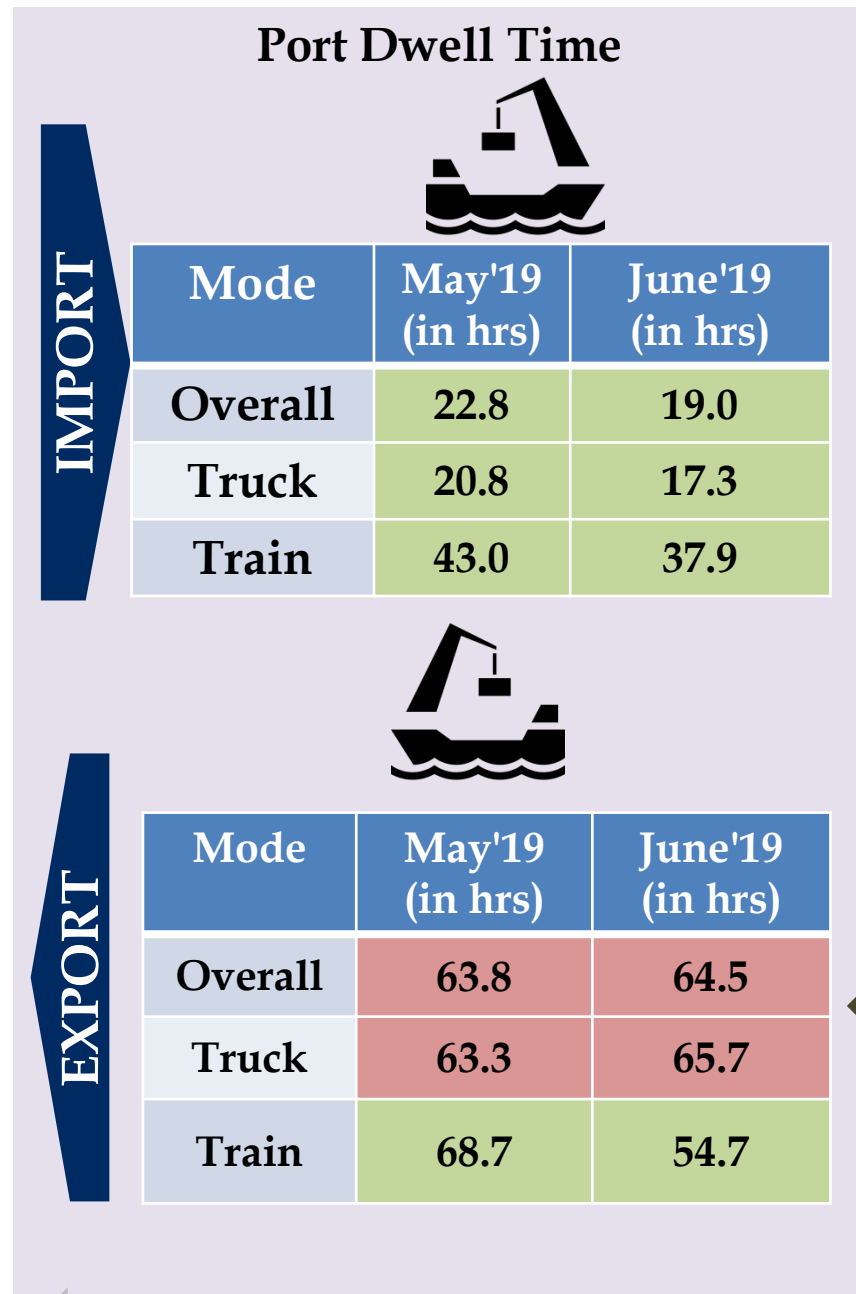 Port Dwell Time
IMPORT
Mode May'19 (in hrs) June'19 (in hrs)
Overall 22.8 19.0
Truck 20.8 17.3
Train 43.0 37.9
EXPORT
Mode May'19 (in hrs) June'19 (in hrs)
Overall 63.8 64.5
Truck 63.3 65.7
Train 68.7 54.7